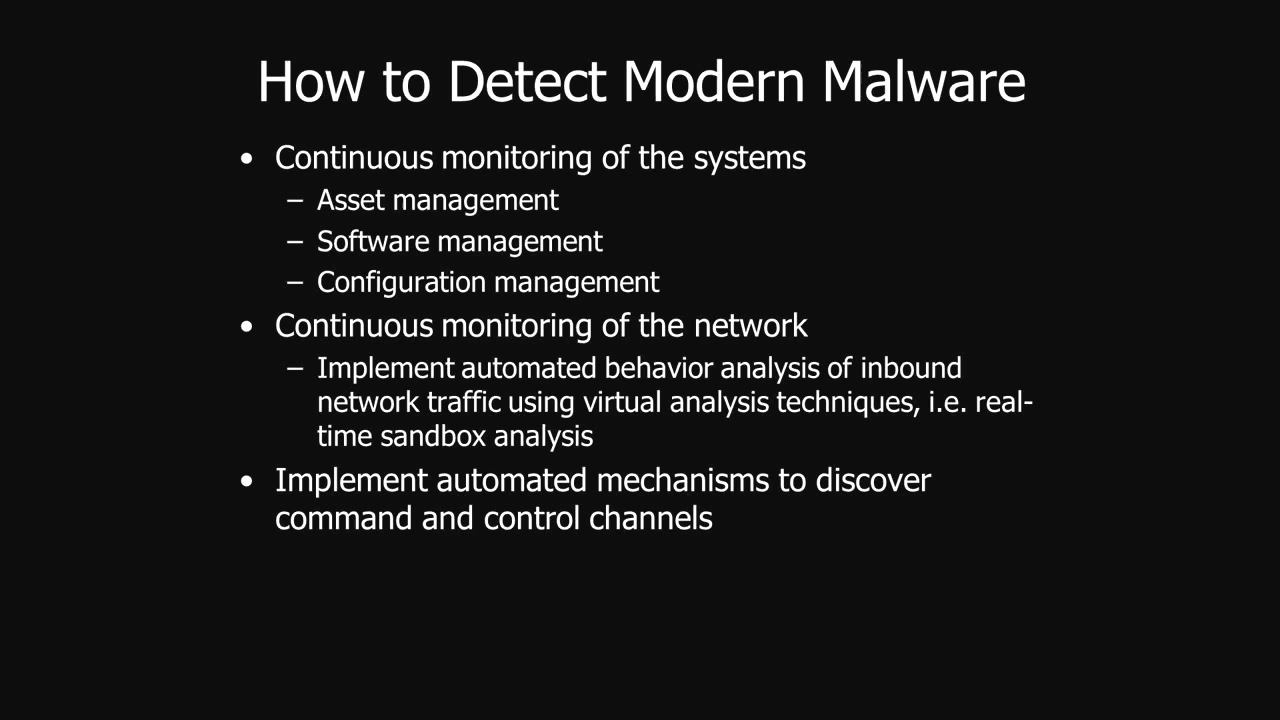 How to Detect Modern Malware
• Continuous monitoring of the systems
– Asset management
– Software management
– Configuration management
• Continuous monitoring of the network
– Implement automated behavior analysis of inbound
network traffic using virtual analysis techniques, i.e. real-
time sandbox analysis
• Implement automated mechanisms to discover
command and control channels